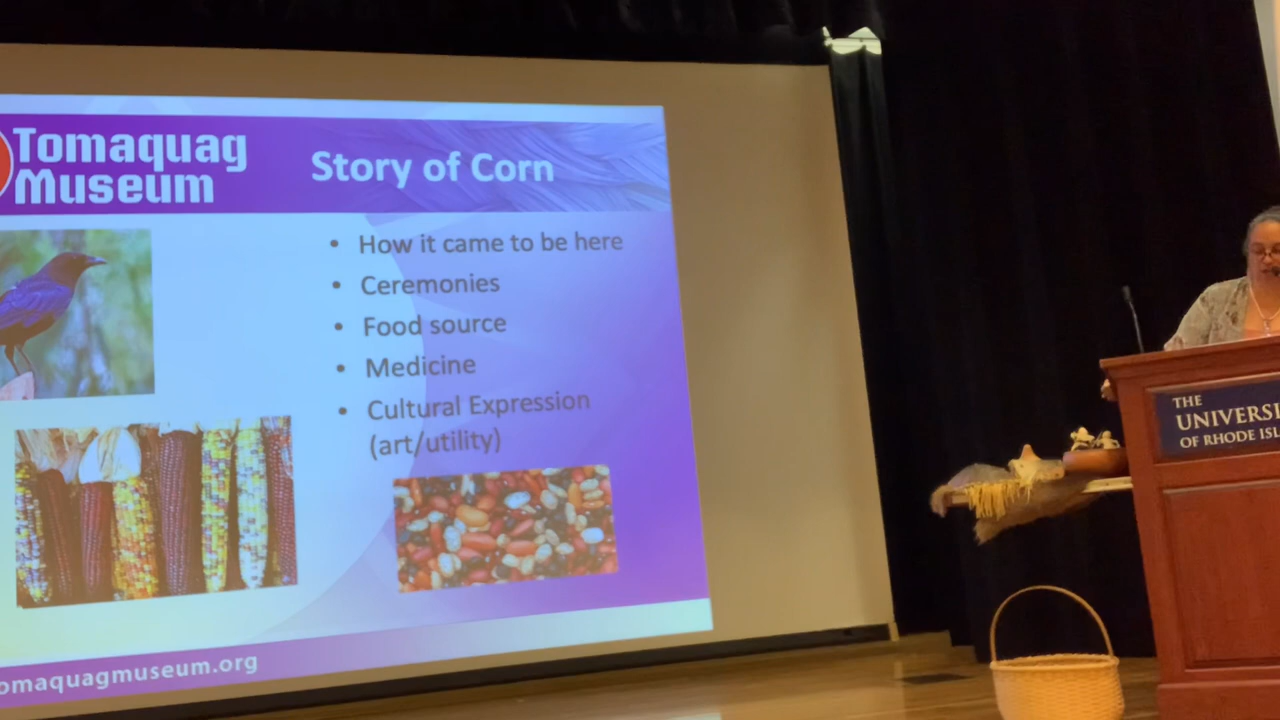 Tomaquag
Museum
Story of Corn
• How it came to be here
• Ceremonies
• Food source
• Medicine
• Cultural Expression
(art/utility)
omaquagmuseum.org
THE
UNIVERSI
OF RHODE ISL